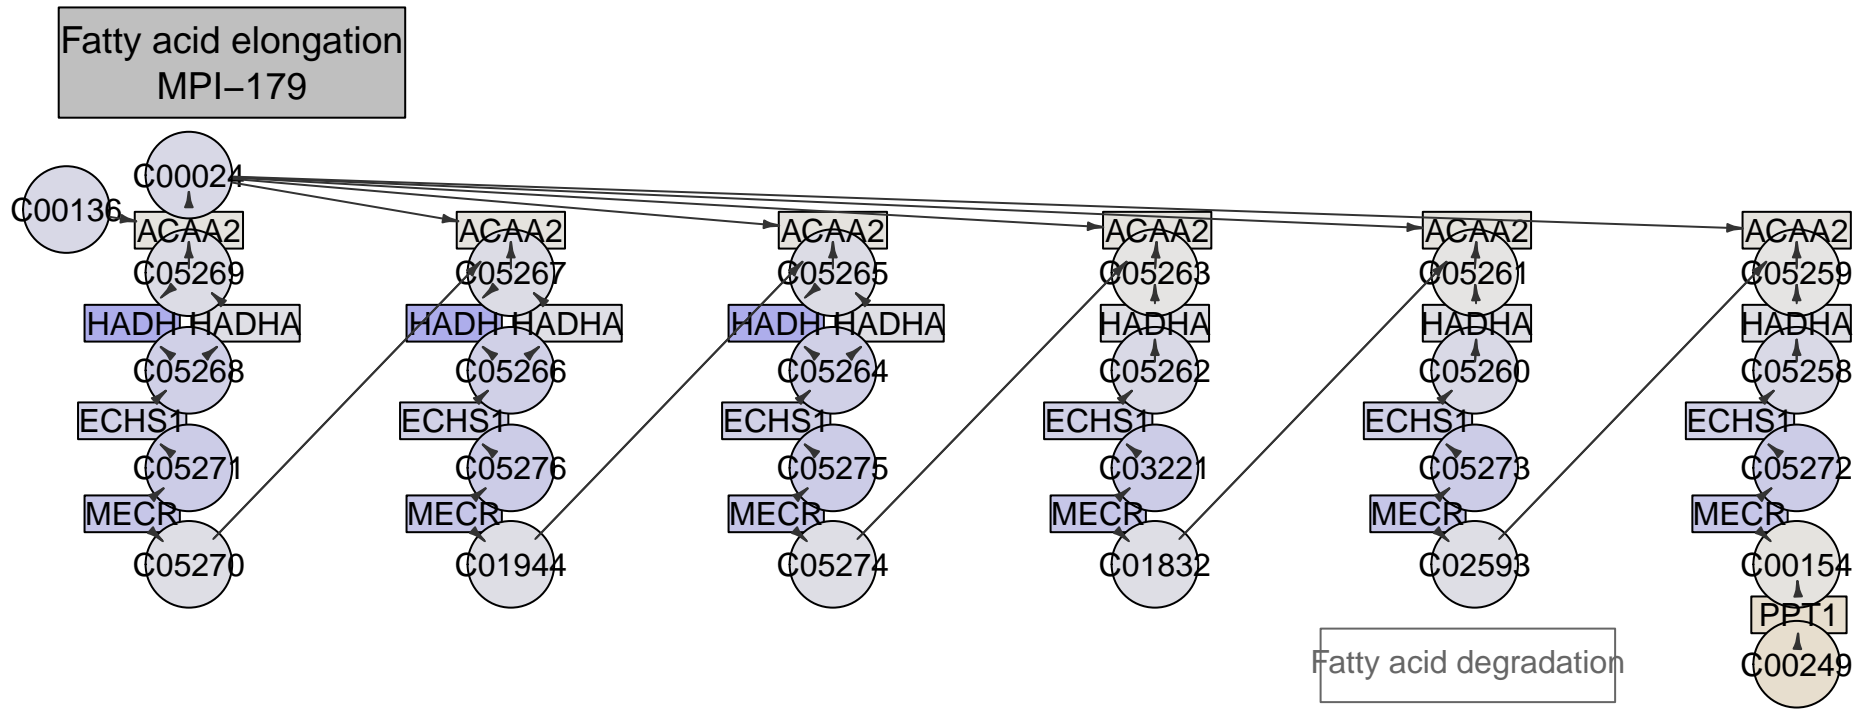 Fatty acid elongation
MPI−179
C00024
C00136
ACAA2 ACAA2 ACAA2 ACAA2 ACAA2 ACAA2
C05269 C05267 C05265 C05263 C05261 C05259
HADH HADHA HADH HADHA HADH HADHA HADHA HADHA HADHA
C05268 C05266 C05264 C05262 C05260 C05258
ECHS1 ECHS1 ECHS1 ECHS1 ECHS1 ECHS1
C05271 C05276 C05275 C03221 C05273 C05272
MECR MECR MECR MECR MECR MECR
C05270 C01944 C05274 C01832 C02593 C00154
PPT1
Fatty acid degradation C00249